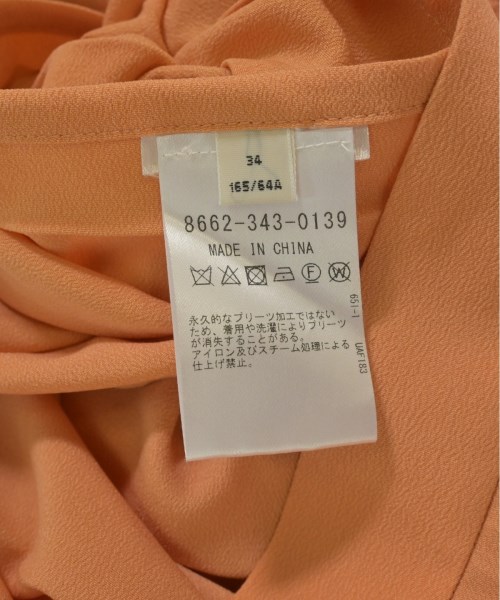 34
165/64A
8662-343-0139
MADE IN CHINA
永久的なプリーツ加工ではない
ため、着用や洗濯によりプリーツ
が消失することがある。
アイロン及びスチーム処理による
仕上げ禁止。
651-1
UAF183